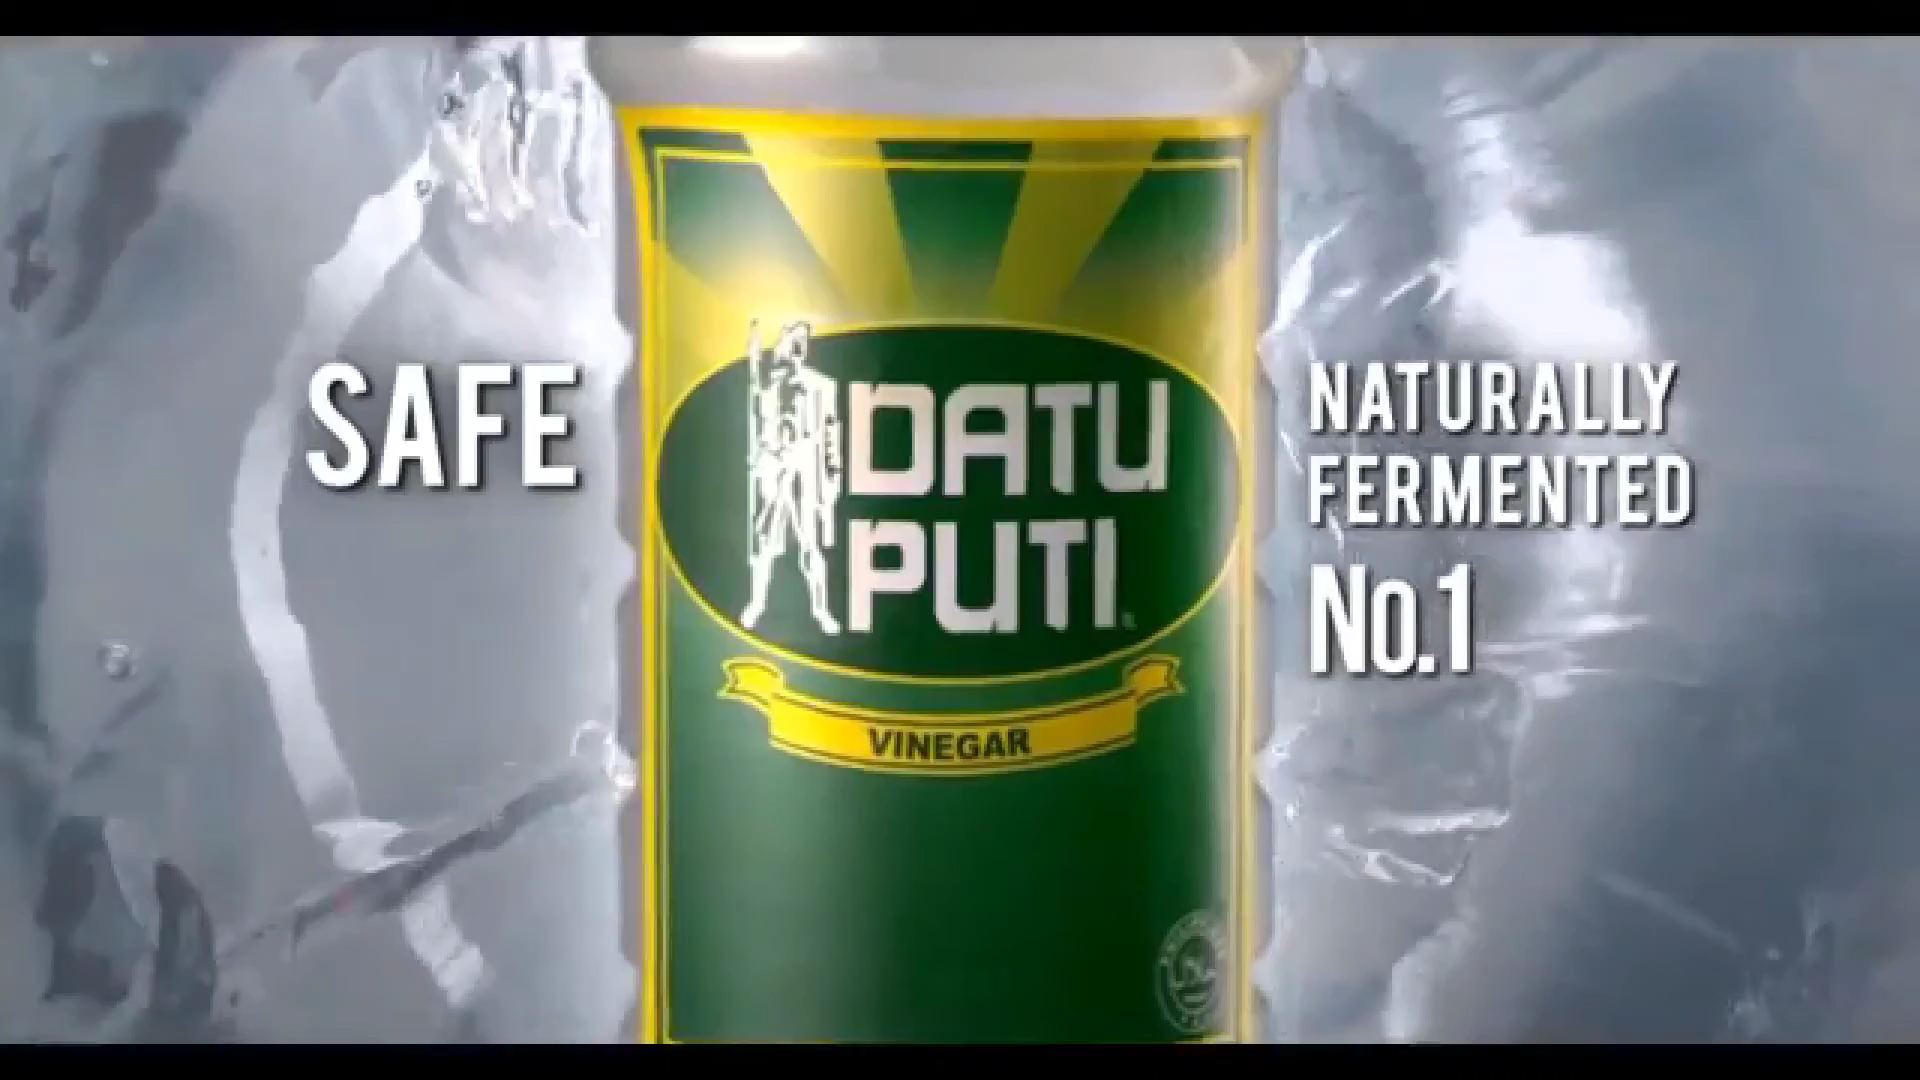 SAFE
DATU
PUTI
VINEGAR
NATURALLY
FERMENTED
No.1